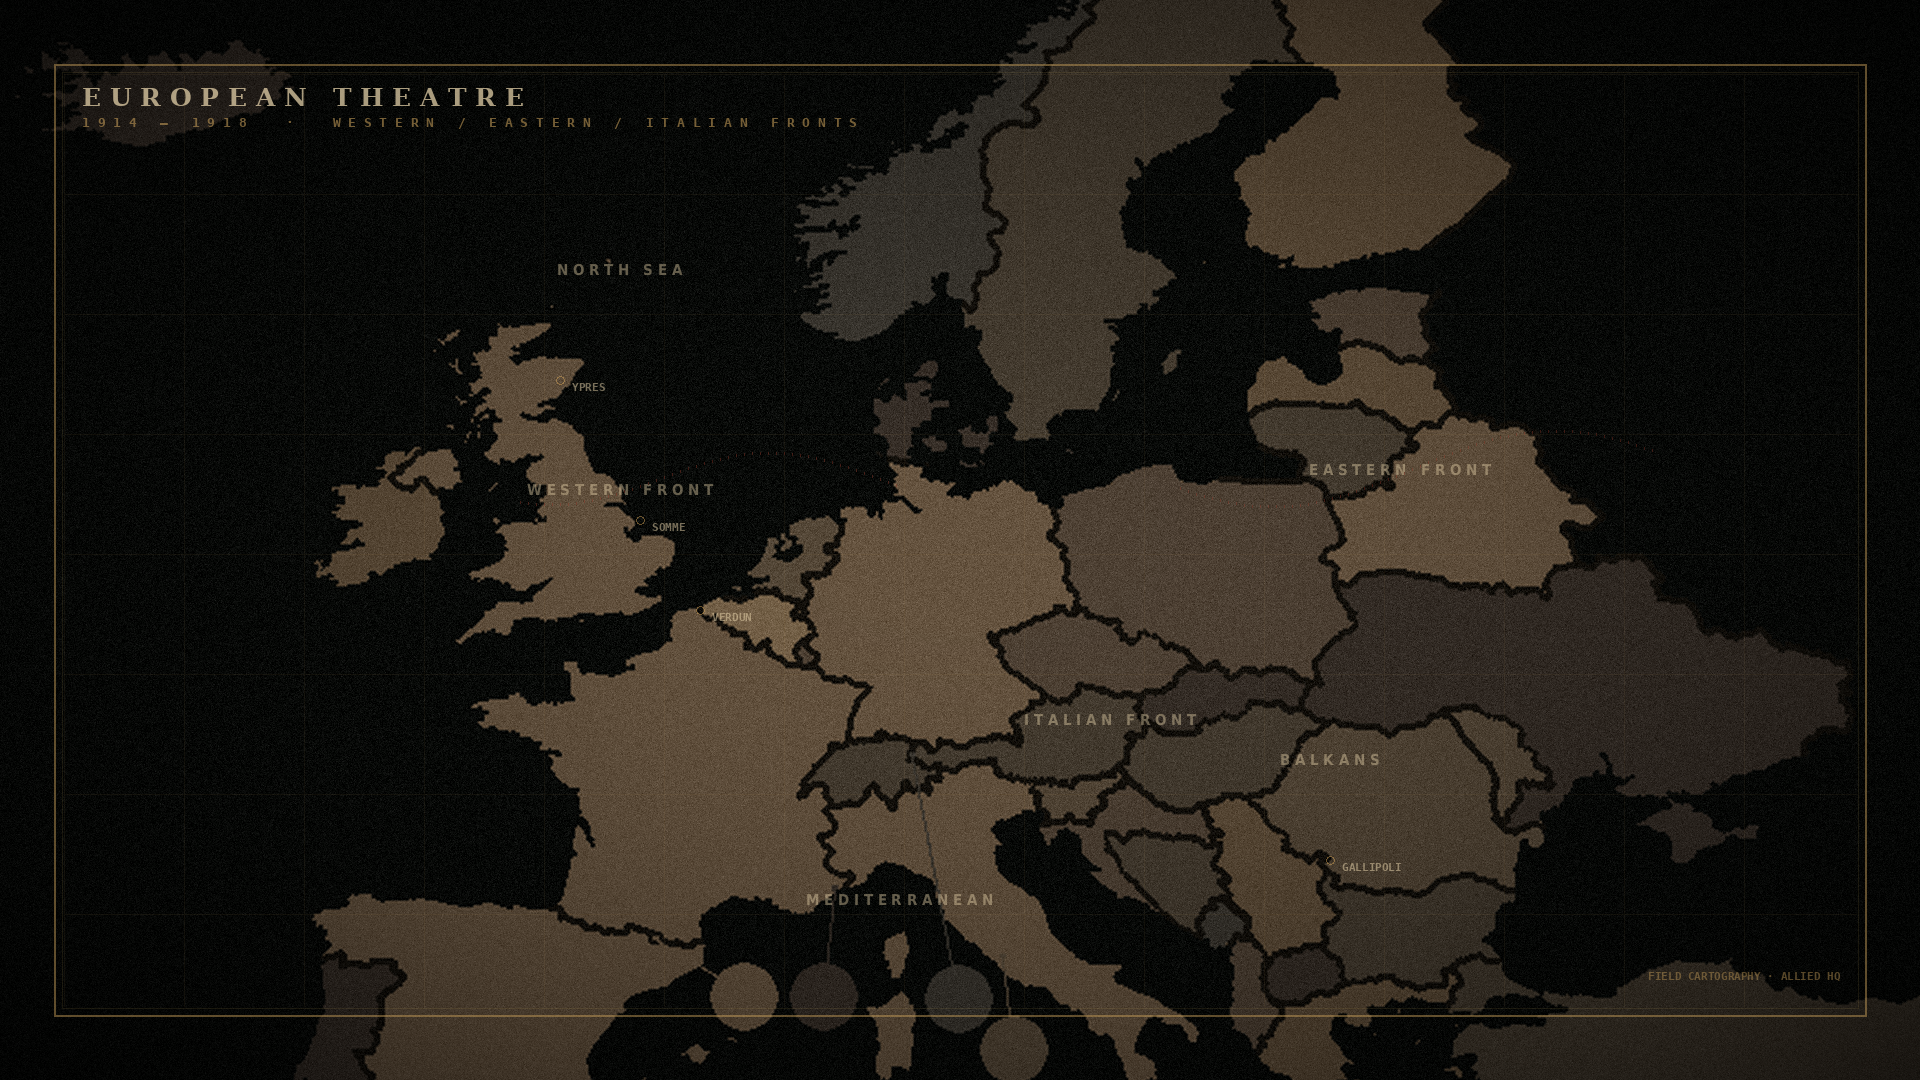 EUROPEAN THEATRE
1914 — 1918 · WESTERN / EASTERN / ITALIAN FRONTS
NORTH SEA
YPRES
EASTERN FRONT
WESTERN FRONT
SOMME
VERDUN
ITALIAN FRONT
BALKANS
GALLIPOLI
MEDITERRANEAN
FIELD CARTOGRAPHY · ALLIED HQ